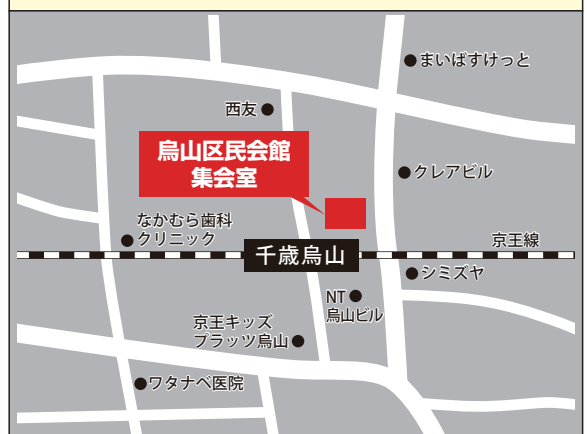 まいばすけっと
西友
烏山区民会館
集会室
クレアビル
なかむら歯科
クリニック
京王線
千歳烏山
シミズヤ
NT
烏山ビル
京王キッズ
プラッツ烏山
ワタナベ医院